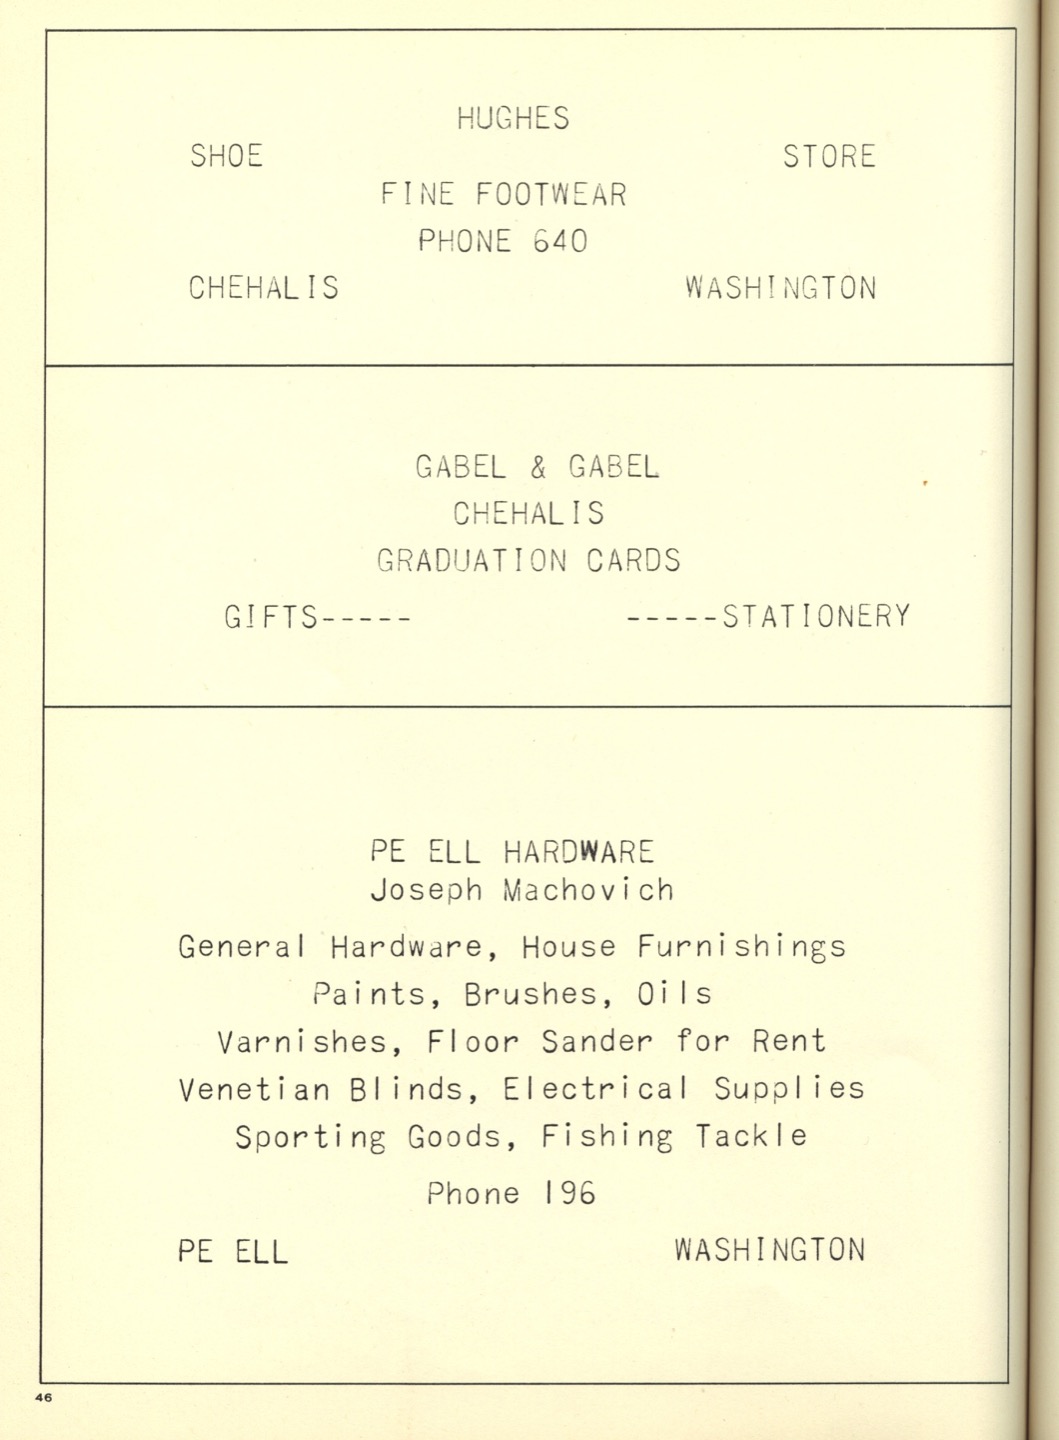 HUGHES
SHOE STORE
FINE FOOTWEAR
PHONE 640
CHEHALIS WASHINGTON
GABEL & GABEL
CHEHALIS
GRADUATION CARDS
GIFTS----- -----STATIONERY
PE ELL HARDWARE
Joseph Machovich
General Hardware, House Furnishings
Paints, Brushes, Oils
Varnishes, Floor Sander for Rent
Venetian Blinds, Electrical Supplies
Sporting Goods, Fishing Tackle
Phone 196
PE ELL WASHINGTON
46